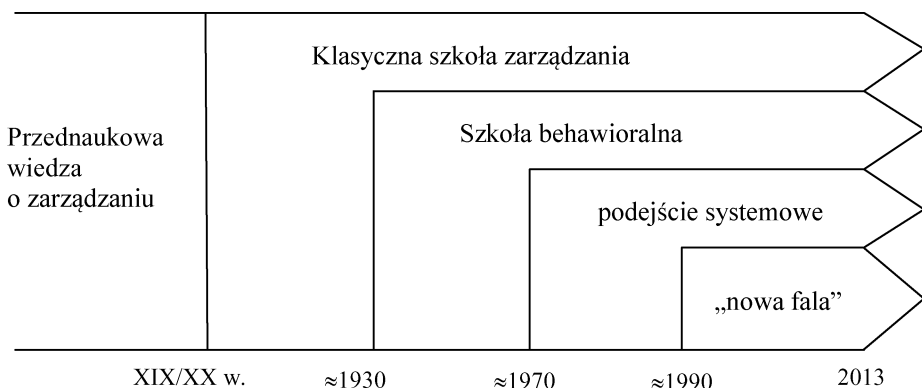 Klasyczna szkoła zarządzania
Przednaukowa
wiedza
o zarządzaniu
Szkoła behawioralna
podejście systemowe
„nowa fala”
XIX/XX w.
≈1930
≈1970
≈1990
2013